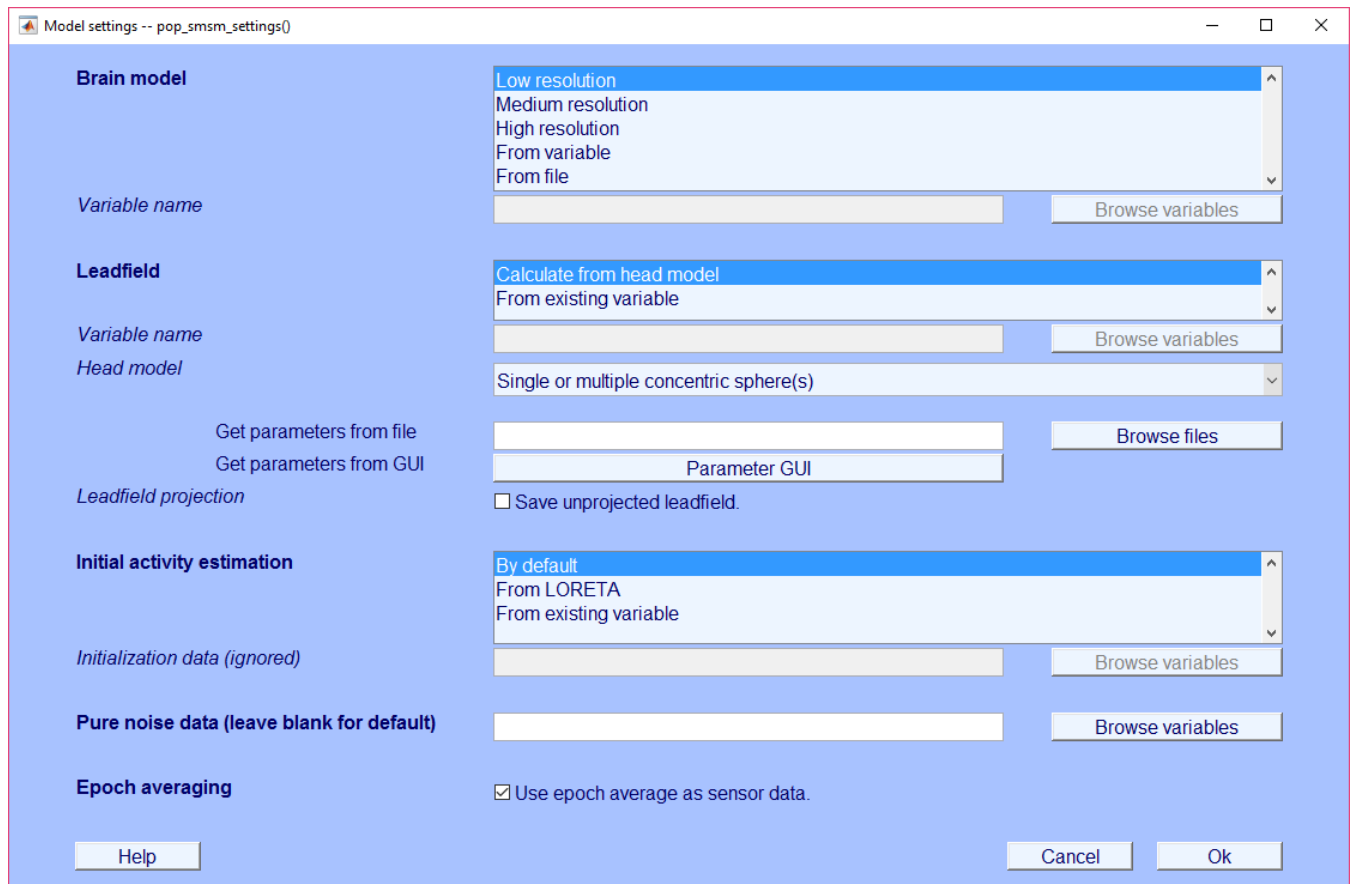 Model settings -- pop_smsm_settings()
Brain model
Low resolution
Medium resolution
High resolution
From variable
From file
Variable name
Browse variables
Leadfield
Calculate from head model
From existing variable
Variable name
Browse variables
Head model
Single or multiple concentric sphere(s)
Get parameters from file
Browse files
Get parameters from GUI
Parameter GUI
Leadfield projection
Save unprojected leadfield.
Initial activity estimation
By default
From LORETA
From existing variable
Initialization data (ignored)
Browse variables
Pure noise data (leave blank for default)
Browse variables
Epoch averaging
Use epoch average as sensor data.
Help
Cancel
Ok